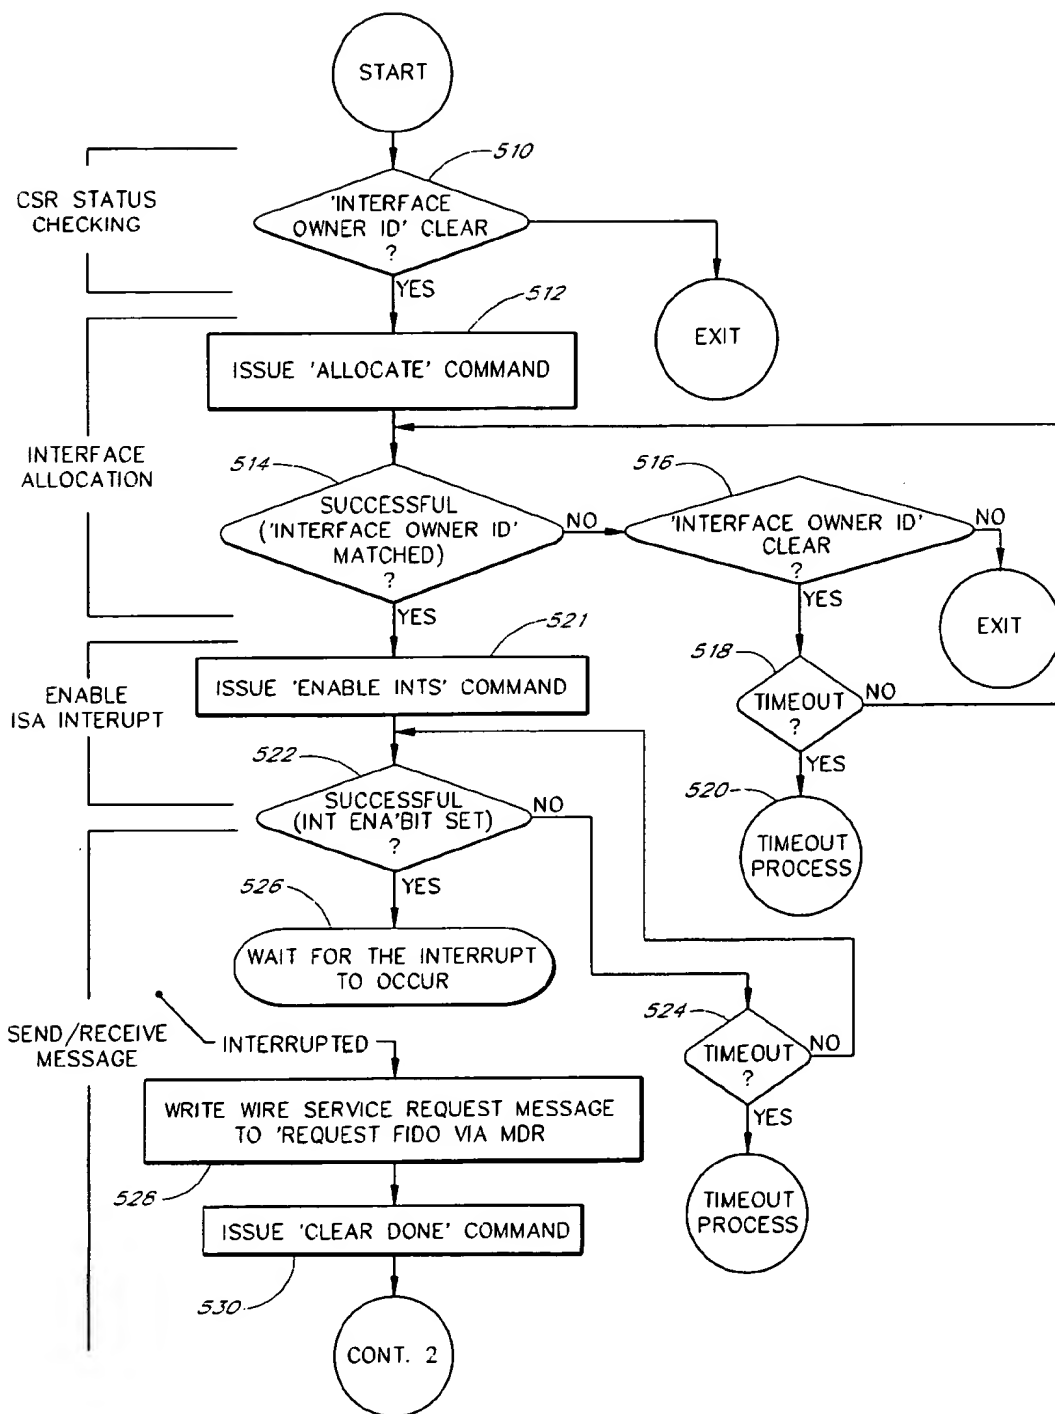 START
510
CSR STATUS
CHECKING
'INTERFACE
OWNER ID' CLEAR
?
YES
EXIT
512
ISSUE 'ALLOCATE' COMMAND
INTERFACE
ALLOCATION
514
SUCCESSFUL
('INTERFACE OWNER ID'
MATCHED)
?
NO
YES
516
'INTERFACE OWNER ID'
CLEAR
?
NO
YES
EXIT
518
TIMEOUT
?
NO
YES
520
TIMEOUT
PROCESS
ENABLE
ISA INTERUPT
521
ISSUE 'ENABLE INTS' COMMAND
522
SUCCESSFUL
(INT ENA'BIT SET)
?
NO
YES
526
WAIT FOR THE INTERRUPT
TO OCCUR
524
TIMEOUT
?
NO
YES
TIMEOUT
PROCESS
SEND/RECEIVE
MESSAGE
INTERRUPTED
WRITE WIRE SERVICE REQUEST MESSAGE
TO 'REQUEST FIDO VIA MDR
528
ISSUE 'CLEAR DONE' COMMAND
530
CONT. 2